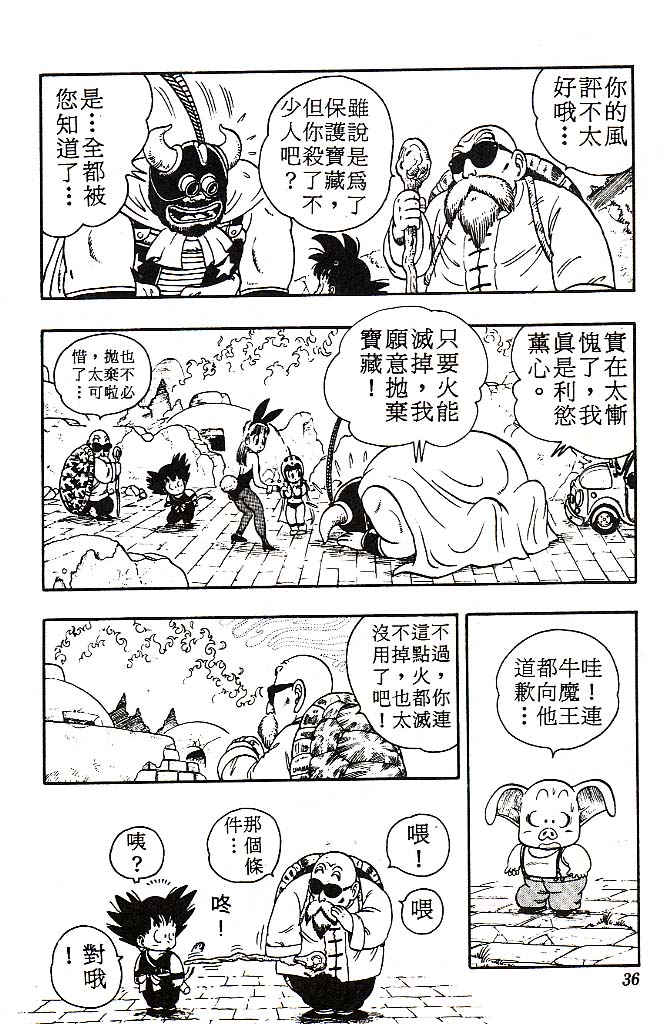 你的風
評不太
好哦…
雖說是為了
保護寶藏,
但你殺了不
少人吧?
是…全都被
您知道了…
實在太慚
愧了,我
眞是利慾
薰心。
只要火能
滅掉,我
願意拋棄
寶藏!
也不必
拋棄啦
,太可
惜了…
哇!連
牛魔王
都向他
道歉…
不過,你連
這點火都滅
不掉,也太
沒用了吧!
喂!
喂
那個條
件…
咚!
咦?
對哦!
36